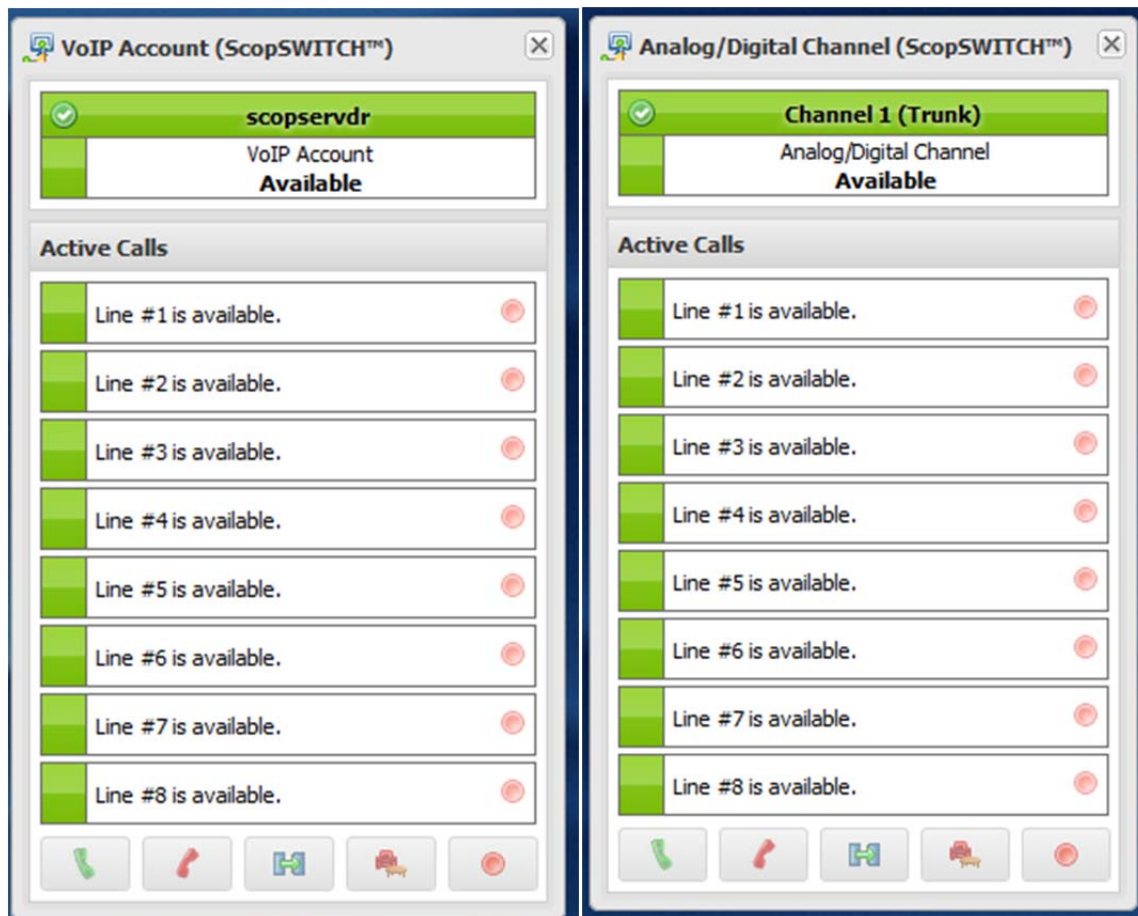 VoIP Account (ScopSWITCH™)
scopservdr
VoIP Account
Available
Active Calls
Line #1 is available.
Line #2 is available.
Line #3 is available.
Line #4 is available.
Line #5 is available.
Line #6 is available.
Line #7 is available.
Line #8 is available.
Analog/Digital Channel (ScopSWITCH™)
Channel 1 (Trunk)
Analog/Digital Channel
Available
Active Calls
Line #1 is available.
Line #2 is available.
Line #3 is available.
Line #4 is available.
Line #5 is available.
Line #6 is available.
Line #7 is available.
Line #8 is available.